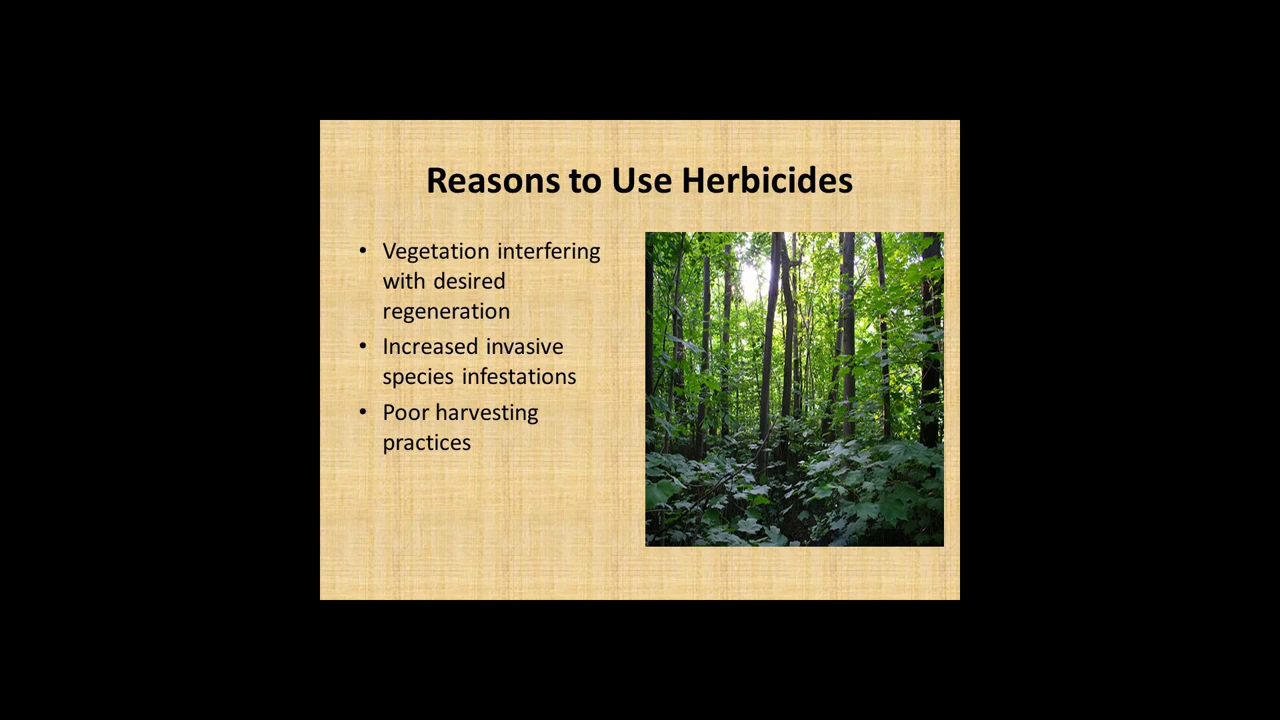 Reasons to Use Herbicides
• Vegetation interfering
with desired
regeneration
• Increased invasive
species infestations
• Poor harvesting
practices